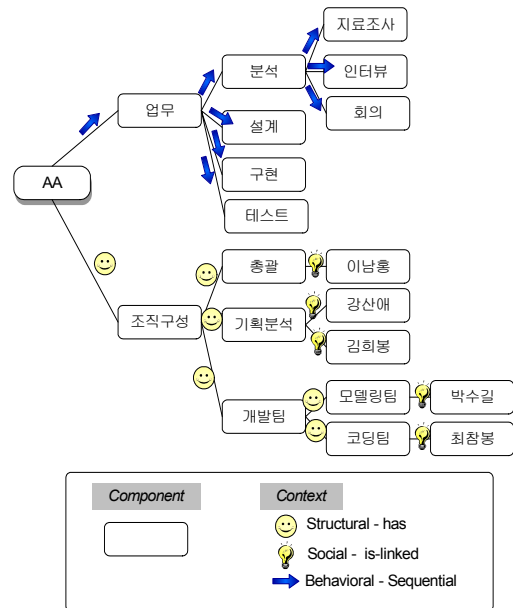 지료조사
분석
인터뷰
업무
회의
설계
AA
구현
테스트
총괄
이남홍
강산애
조직구성
기획분석
김희봉
모델링팀
박수길
개발팀
코딩팀
최참봉
Component
Context
Structural - has
Social - is-linked
Behavioral - Sequential